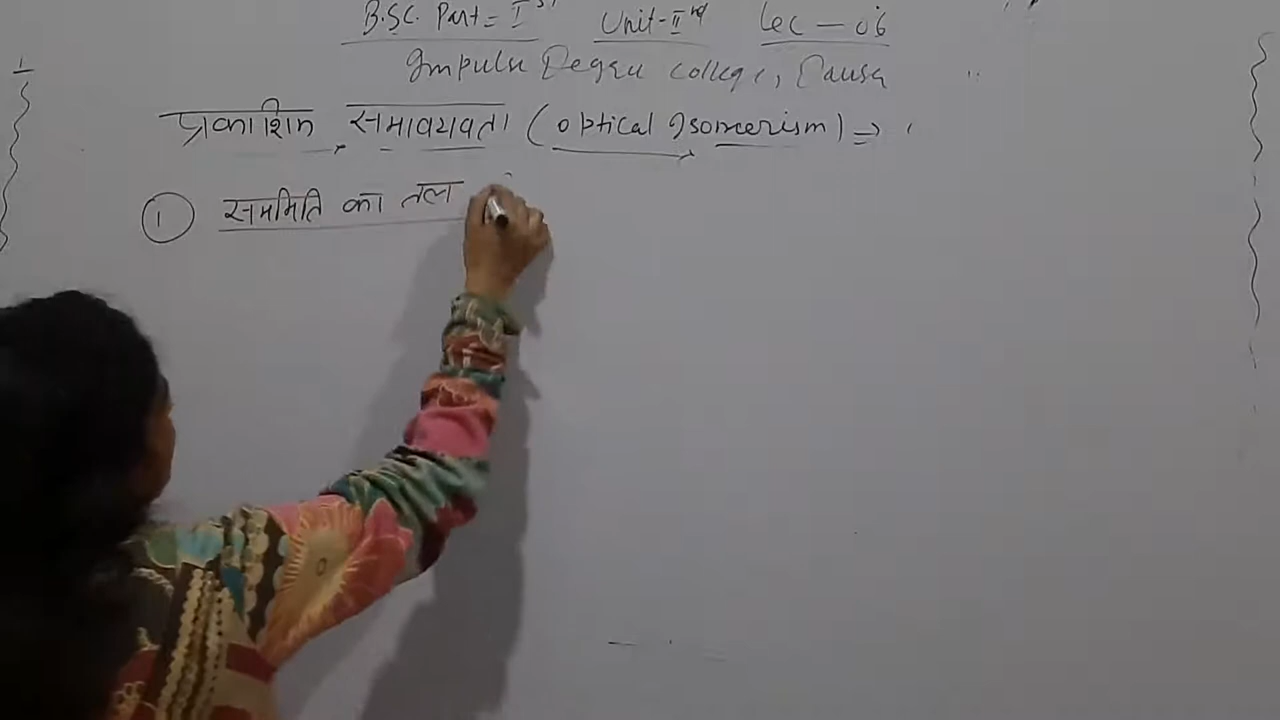 B.SC. Part = I st Unit-II nd Lec - 06
Impulse Degree College, Dausa
प्रकाशिक समावयवता (optical Isomerism) ⇒
① सममिति का तल